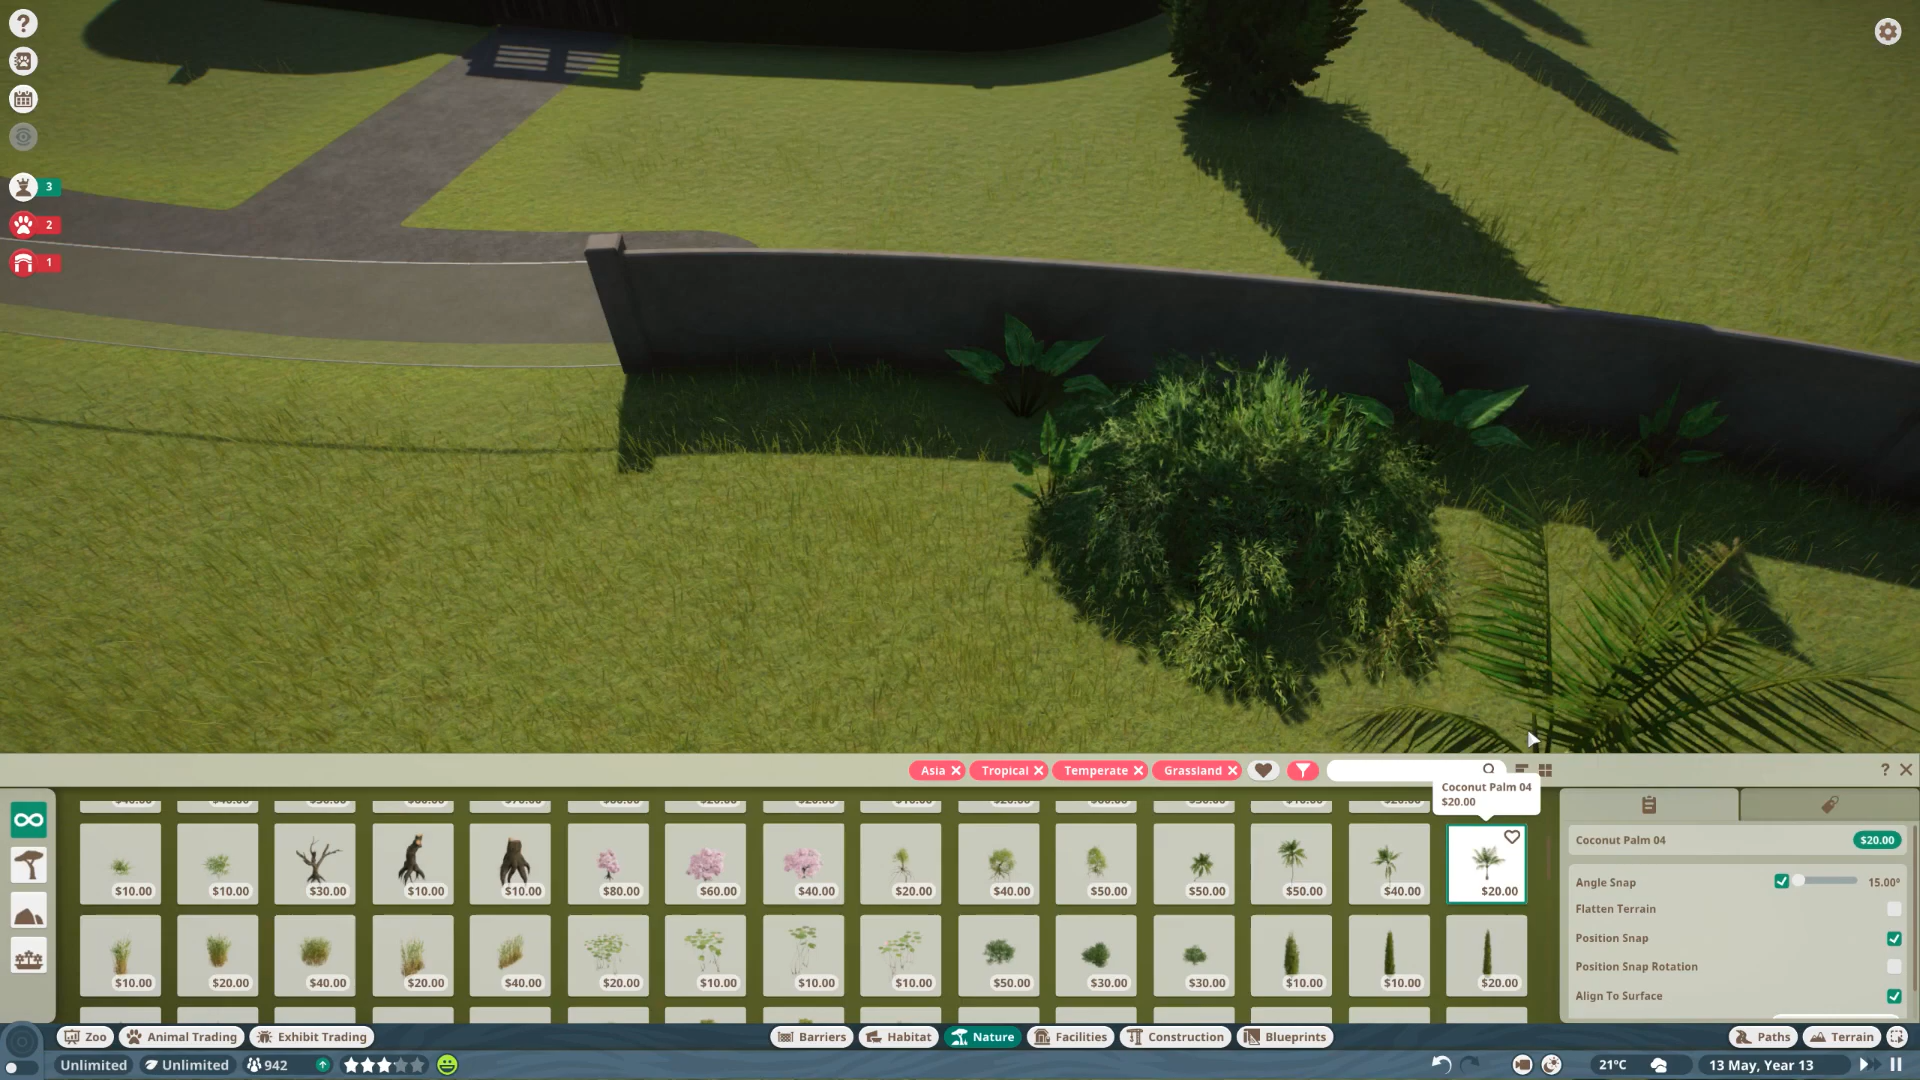 ?
3
2
1
Asia ✕ Tropical ✕ Temperate ✕ Grassland ✕
? ✕
Coconut Palm 04
$20.00
Coconut Palm 04 $20.00
Angle Snap 15.00°
Flatten Terrain
Position Snap
Position Snap Rotation
Align To Surface
$10.00 $10.00 $30.00 $10.00 $10.00 $80.00 $60.00 $40.00 $20.00 $40.00 $50.00 $50.00 $50.00 $40.00 $20.00
$10.00 $20.00 $40.00 $20.00 $40.00 $20.00 $10.00 $10.00 $10.00 $50.00 $30.00 $30.00 $10.00 $10.00 $20.00
Zoo Animal Trading Exhibit Trading Barriers Habitat Nature Facilities Construction Blueprints Paths Terrain
Unlimited Unlimited 942 21°C 13 May, Year 13